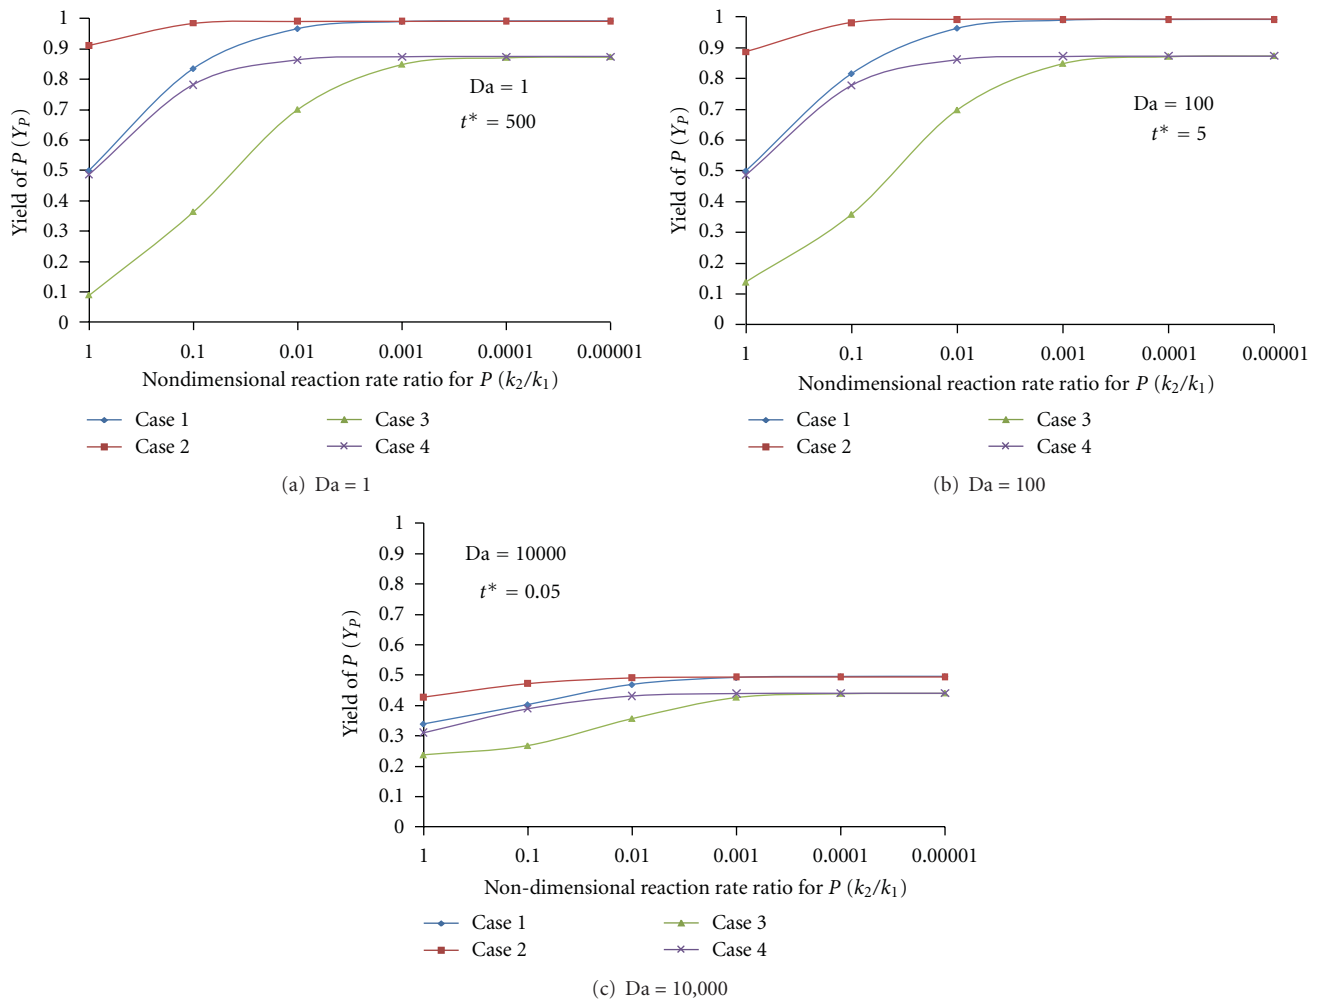 1
0.9
0.8
0.7
0.6
0.5
0.4
0.3
0.2
0.1
0
Yield of P (Y_P)
Da = 1
t* = 500
1 0.1 0.01 0.001 0.0001 0.00001
Nondimensional reaction rate ratio for P (k₂/k₁)
Case 1 Case 3
Case 2 Case 4
(a) Da = 1
1
0.9
0.8
0.7
0.6
0.5
0.4
0.3
0.2
0.1
0
Yield of P (Y_P)
Da = 100
t* = 5
1 0.1 0.01 0.001 0.0001 0.00001
Nondimensional reaction rate ratio for P (k₂/k₁)
Case 1 Case 3
Case 2 Case 4
(b) Da = 100
1
0.9
0.8
0.7
0.6
0.5
0.4
0.3
0.2
0.1
0
Yield of P (Y_P)
Da = 10000
t* = 0.05
1 0.1 0.01 0.001 0.0001 0.00001
Non-dimensional reaction rate ratio for P (k₂/k₁)
Case 1 Case 3
Case 2 Case 4
(c) Da = 10,000